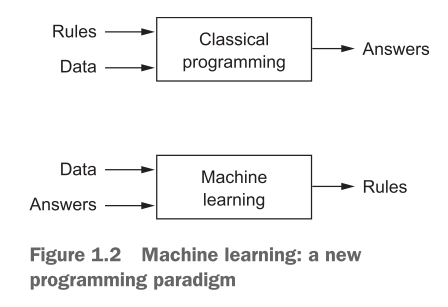 Rules
Data
Classical
programming
Answers
Data
Answers
Machine
learning
Rules
Figure 1.2 Machine learning: a new
programming paradigm